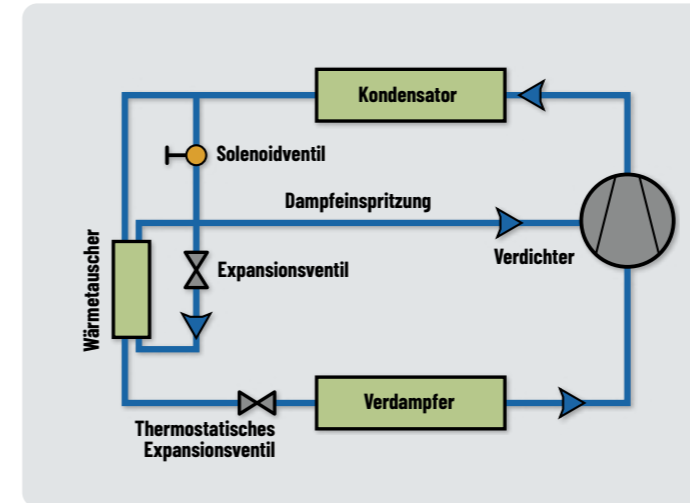 Kondensator
Solenoidventil
Dampfeinspritzung
Verdichter
Wärmetauscher
Expansionsventil
Verdampfer
Thermostatisches
Expansionsventil